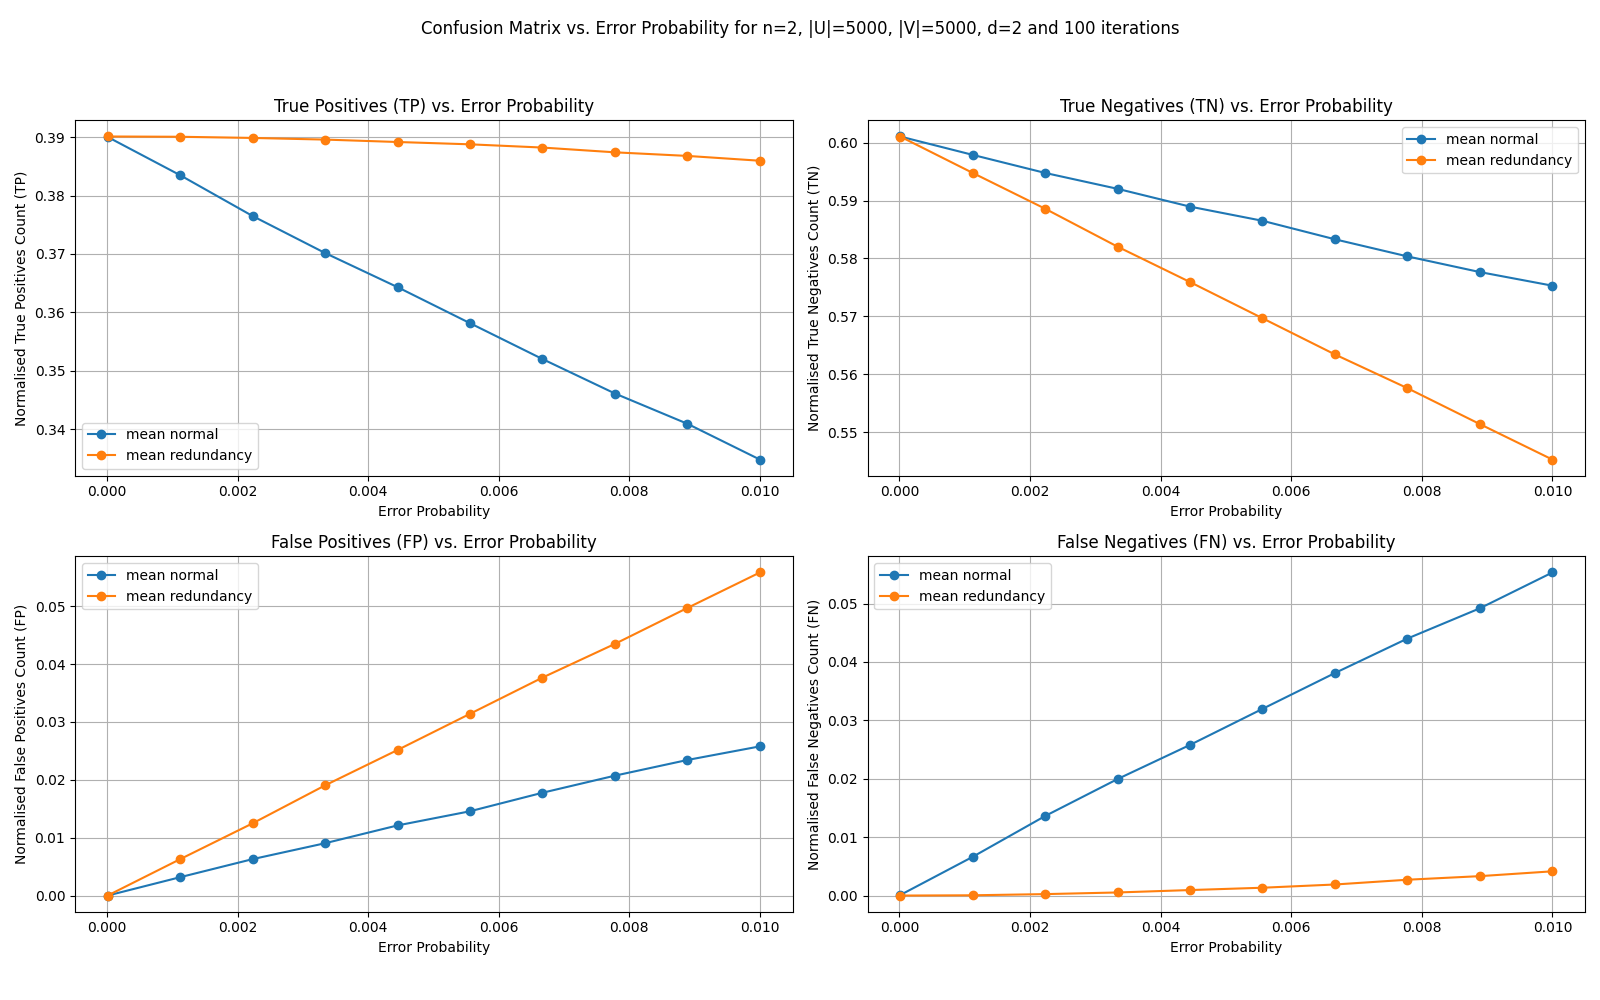 Confusion Matrix vs. Error Probability for n=2, |U|=5000, |V|=5000, d=2 and 100 iterations
True Positives (TP) vs. Error Probability
Normalised True Positives Count (TP)
0.39
0.38
0.37
0.36
0.35
0.34
mean normal
mean redundancy
0.000 0.002 0.004 0.006 0.008 0.010
Error Probability
True Negatives (TN) vs. Error Probability
Normalised True Negatives Count (TN)
0.60
0.59
0.58
0.57
0.56
0.55
mean normal
mean redundancy
0.000 0.002 0.004 0.006 0.008 0.010
Error Probability
False Positives (FP) vs. Error Probability
Normalised False Positives Count (FP)
0.05
0.04
0.03
0.02
0.01
0.00
mean normal
mean redundancy
0.000 0.002 0.004 0.006 0.008 0.010
Error Probability
False Negatives (FN) vs. Error Probability
Normalised False Negatives Count (FN)
0.05
0.04
0.03
0.02
0.01
0.00
mean normal
mean redundancy
0.000 0.002 0.004 0.006 0.008 0.010
Error Probability